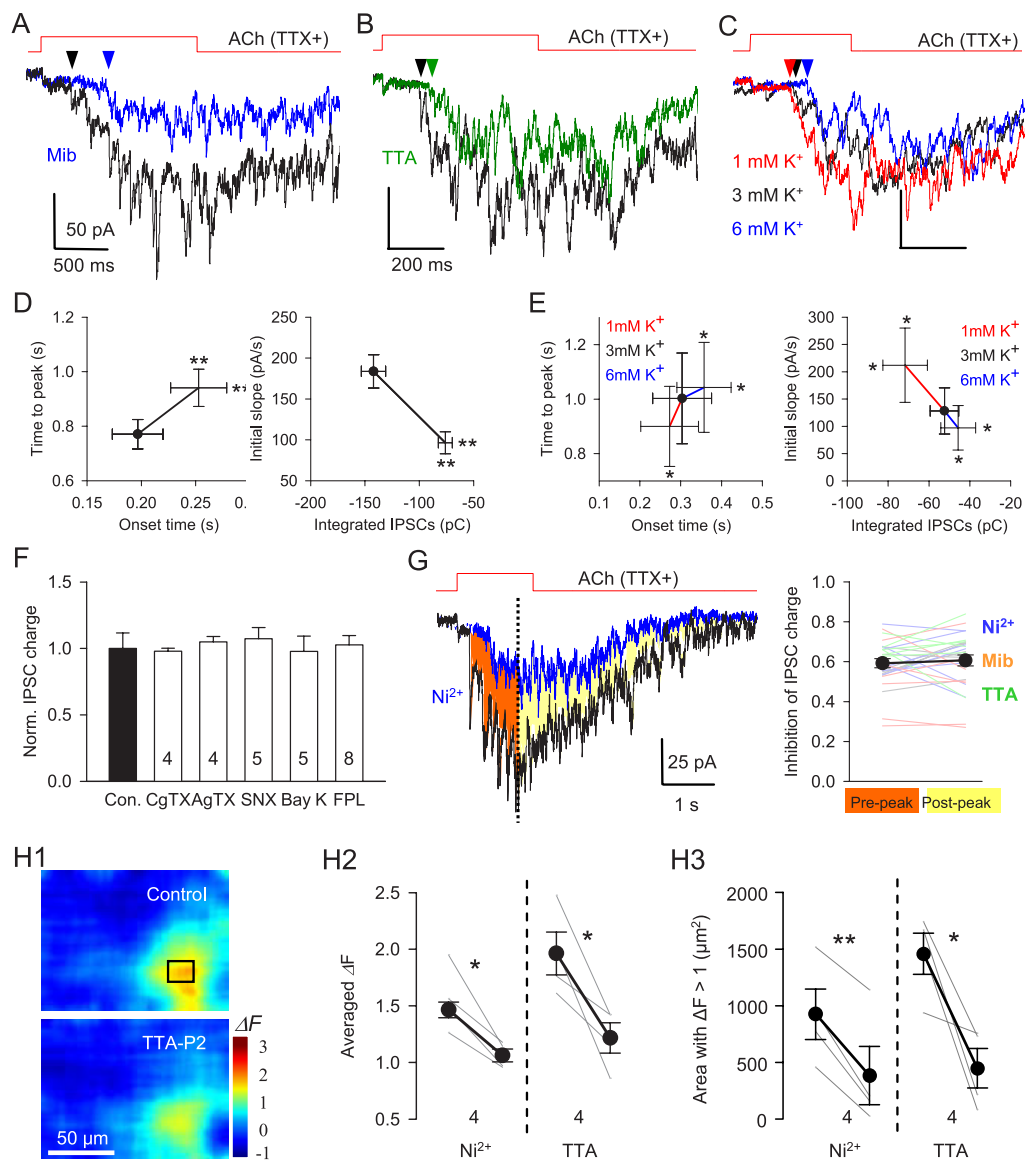 A
ACh (TTX+)
Mib
50 pA
500 ms
B
ACh (TTX+)
TTA
200 ms
C
1 mM K+
3 mM K+
6 mM K+
D
Time to peak (s)
1.2
1.0
0.8
0.6
**
**
0.15
0.20
0.25
0.
Onset time (s)
Initial slope (pA/s)
250
200
150
100
50
**
**
-200
-150
-100
-50
Integrated IPSCs (pC)
E
Time to peak (s)
1mM K+
3mM K+
6mM K+
1.2
1.0
0.8
*
*
*
0.1
0.2
0.3
0.4
0.5
Onset time (s)
Initial slope (pA/s)
300
250
200
150
100
50
0
1mM K+
3mM K+
6mM K+
*
*
*
*
-100
-80
-60
-40
-20
Integrated IPSCs (pC)
F
Norm. IPSC charge
1.5
1.0
0.5
0.0
4
4
5
5
8
Con. CgTX AgTX SNX Bay K FPL
G
ACh (TTX+)
Ni2+
25 pA
1 s
Inhibition of IPSC charge
1.0
0.8
0.6
0.4
0.2
0.0
Ni2+
Mib
TTA
Pre-peak Post-peak
H1
Control
TTA-P2
50 µm
ΔF
3
2
1
0
-1
H2
Averaged ΔF
2.5
2.0
1.5
1.0
0.5
*
*
4
4
Ni2+
TTA
H3
Area with ΔF > 1 (µm2)
2000
1500
1000
500
0
**
*
4
4
Ni2+
TTA